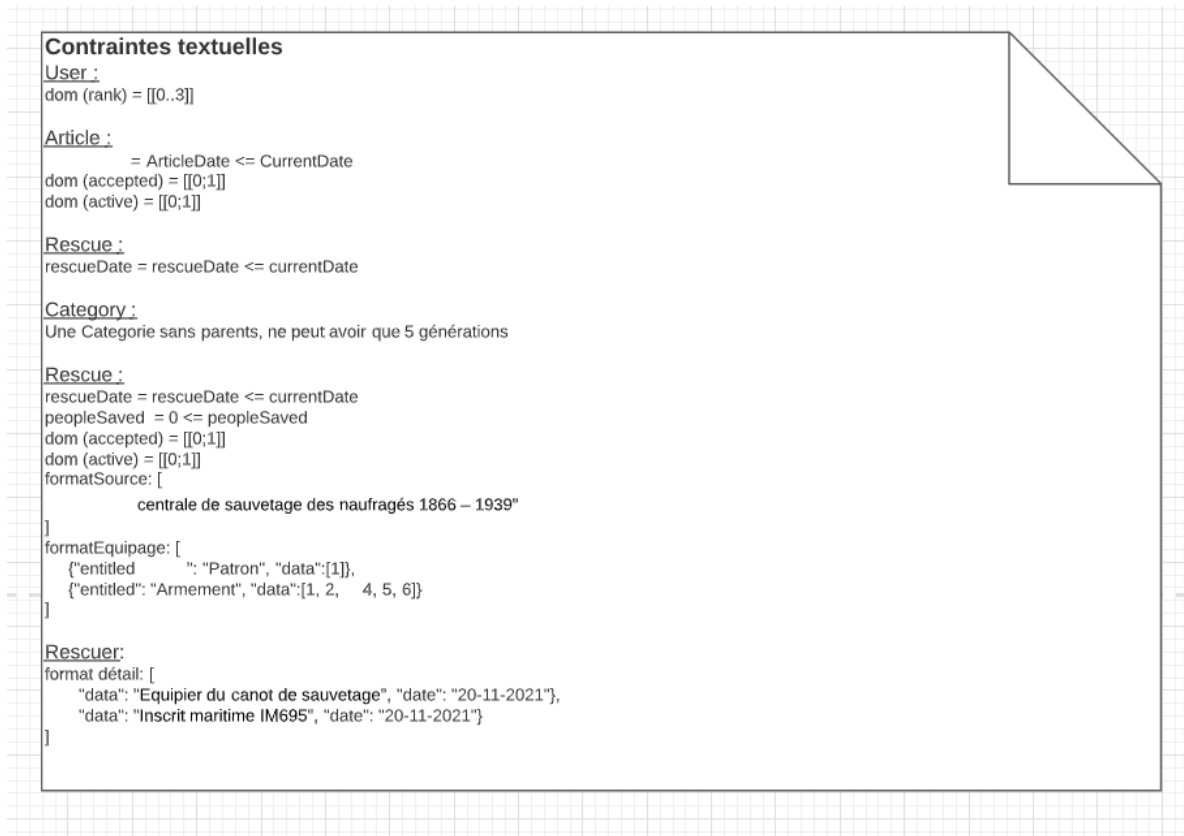 Contraintes textuelles
User :
dom (rank) = [[0..3]]
Article :
= ArticleDate <= CurrentDate
dom (accepted) = [[0;1]]
dom (active) = [[0;1]]
Rescue :
rescueDate = rescueDate <= currentDate
Category :
Une Categorie sans parents, ne peut avoir que 5 générations
Rescue :
rescueDate = rescueDate <= currentDate
peopleSaved = 0 <= peopleSaved
dom (accepted) = [[0;1]]
dom (active) = [[0;1]]
formatSource: [
centrale de sauvetage des naufragés 1866 – 1939"
]
formatEquipage: [
{"entitled ": "Patron", "data":[1]},
{"entitled": "Armement", "data":[1, 2, 4, 5, 6]}
]
Rescuer:
format détail: [
"data": "Equipier du canot de sauvetage", "date": "20-11-2021"},
"data": "Inscrit maritime IM695", "date": "20-11-2021"}
]